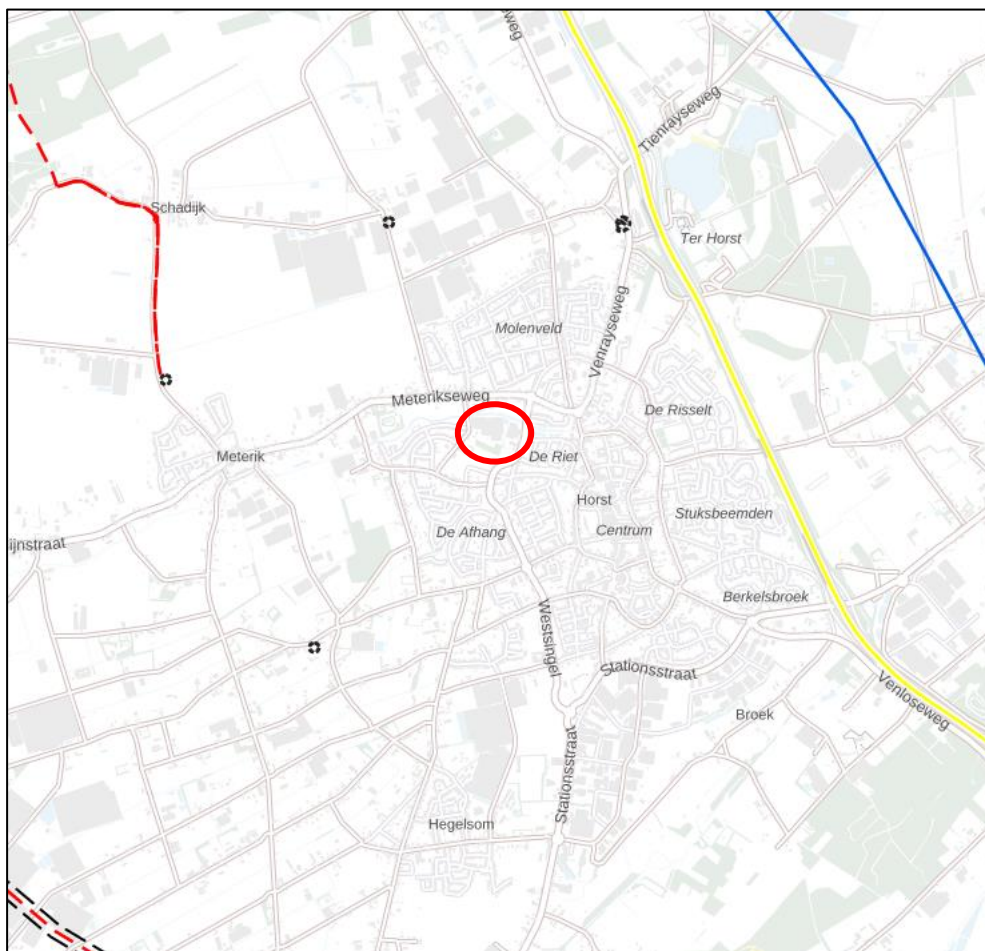 eweg
Tienrayseweg
Schadijk
Ter Horst
Molenveld
Venrayseweg
Meterikseweg
De Risselt
Meterik
De Riet
Horst
Centrum
Stuksbeemden
De Afhang
ijnstraat
Berkelsbroek
Westsingel
Stationsstraat
Venloseweg
Broek
Stationsstraat
Hegelsom